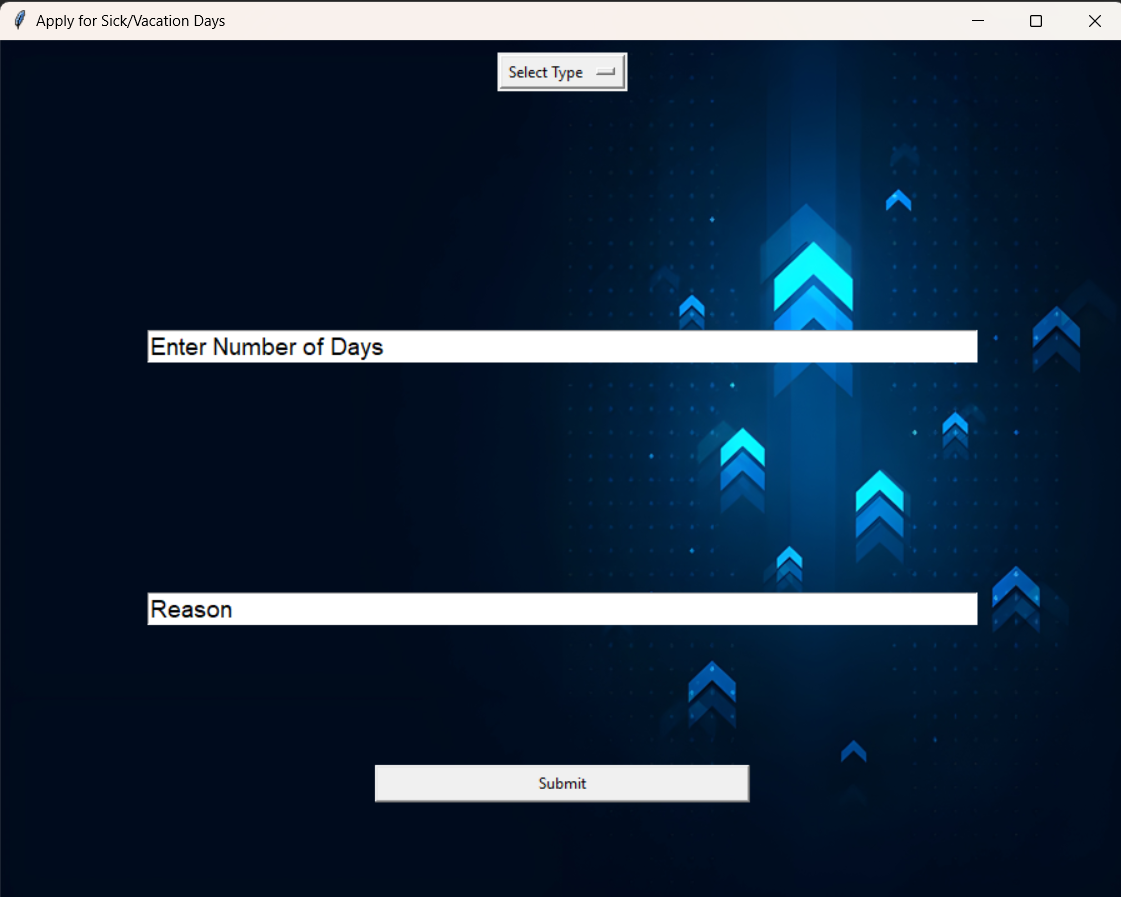 Apply for Sick/Vacation Days
Select Type
Enter Number of Days
Reason
Submit